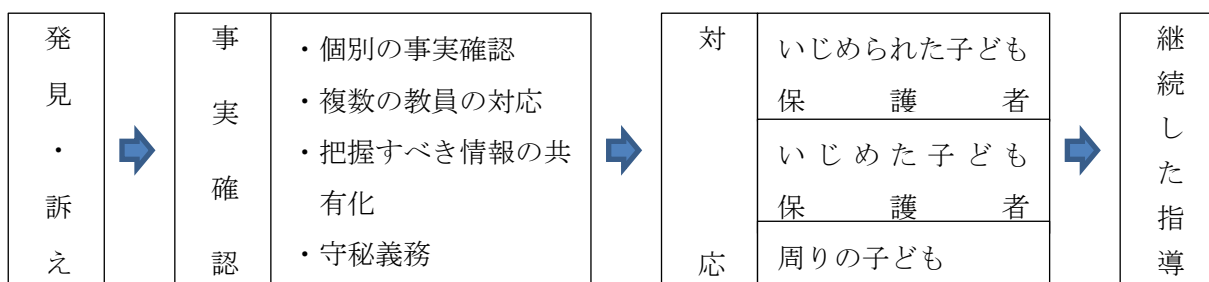 発見・訴え
事実確認
・個別の事実確認
・複数の教員の対応
・把握すべき情報の共
有化
・守秘義務
対応
いじめられた子ども
保護者
いじめた子ども
保護者
周りの子ども
継続した指導